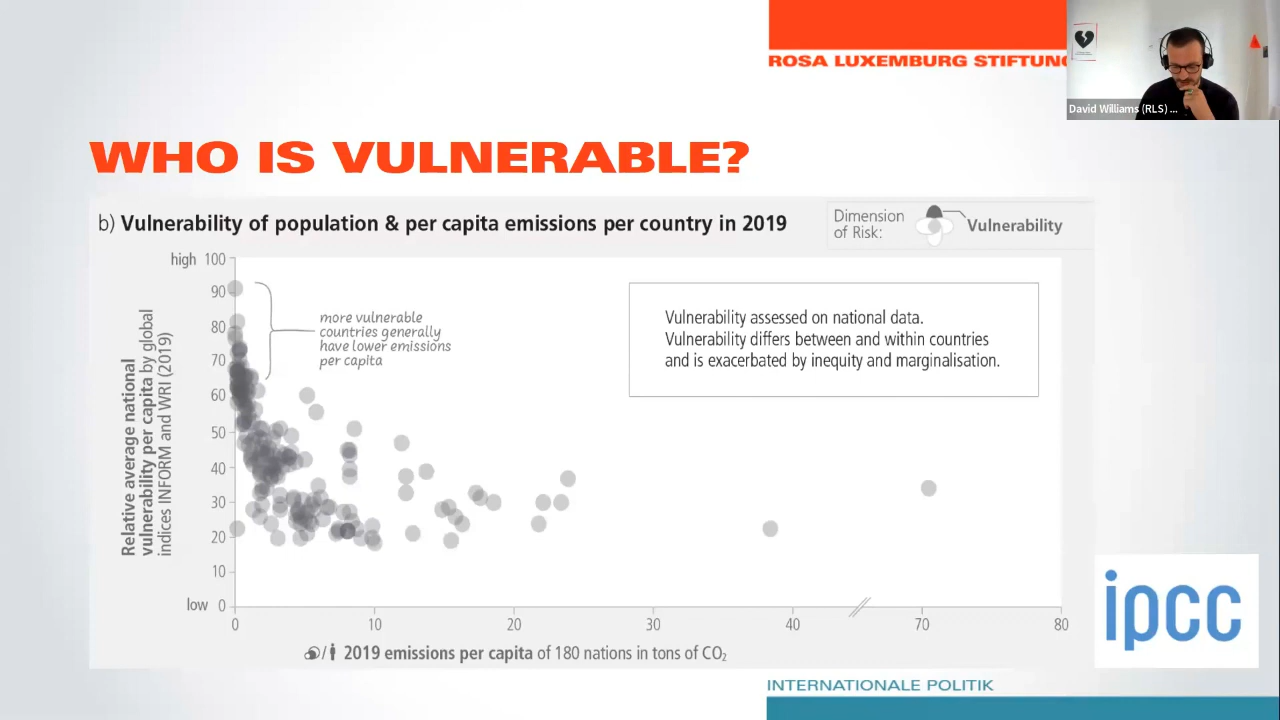 ROSA LUXEMBURG STIFTUNG
David Williams (RLS) ...
WHO IS VULNERABLE?
b) Vulnerability of population & per capita emissions per country in 2019
Dimension
of Risk:
Vulnerability
high 100
90
80
70
60
50
40
30
20
10
low 0
Relative average national
vulnerability per capita by global
indices INFORM and WRI (2019)
more vulnerable
countries generally
have lower emissions
per capita
Vulnerability assessed on national data.
Vulnerability differs between and within countries
and is exacerbated by inequity and marginalisation.
0 10 20 30 40 70 80
/ 2019 emissions per capita of 180 nations in tons of CO₂
ipcc
INTERNATIONALE POLITIK